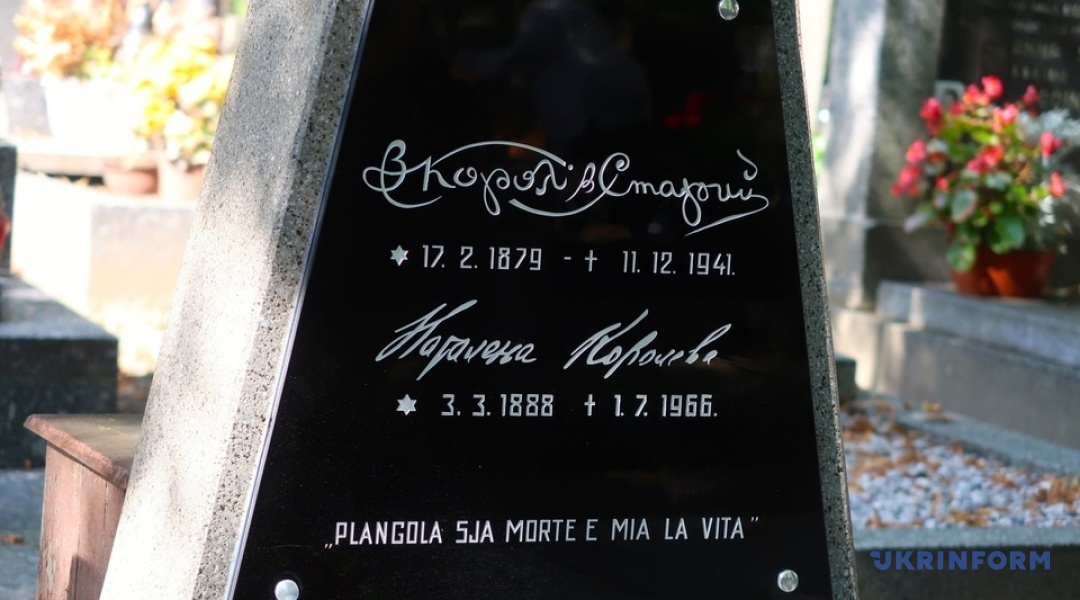 В Королів Старий
✶ 17. 2. 1879 - † 11. 12. 1941.
Наталена Королева
✶ 3. 3. 1888 † 1. 7. 1966.
„PLANGOLA SJA MORTE E MIA LA VITA”
UKRINFORM